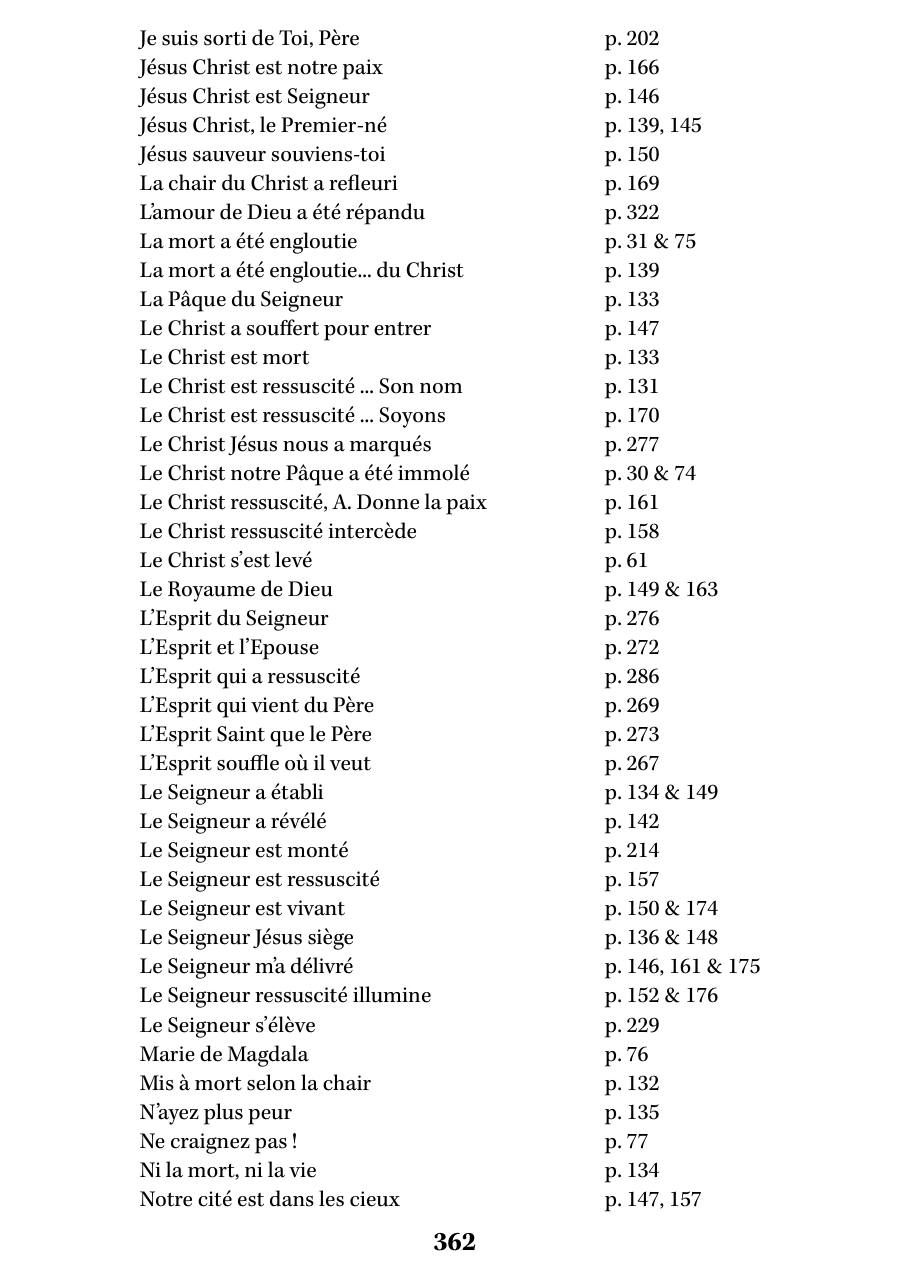 Je suis sorti de Toi, Père p. 202
Jésus Christ est notre paix p. 166
Jésus Christ est Seigneur p. 146
Jésus Christ, le Premier-né p. 139, 145
Jésus sauveur souviens-toi p. 150
La chair du Christ a refleuri p. 169
L’amour de Dieu a été répandu p. 322
La mort a été engloutie p. 31 & 75
La mort a été engloutie... du Christ p. 139
La Pâque du Seigneur p. 133
Le Christ a souffert pour entrer p. 147
Le Christ est mort p. 133
Le Christ est ressuscité ... Son nom p. 131
Le Christ est ressuscité ... Soyons p. 170
Le Christ Jésus nous a marqués p. 277
Le Christ notre Pâque a été immolé p. 30 & 74
Le Christ ressuscité, A. Donne la paix p. 161
Le Christ ressuscité intercède p. 158
Le Christ s’est levé p. 61
Le Royaume de Dieu p. 149 & 163
L’Esprit du Seigneur p. 276
L’Esprit et l’Epouse p. 272
L’Esprit qui a ressuscité p. 286
L’Esprit qui vient du Père p. 269
L’Esprit Saint que le Père p. 273
L’Esprit souffle où il veut p. 267
Le Seigneur a établi p. 134 & 149
Le Seigneur a révélé p. 142
Le Seigneur est monté p. 214
Le Seigneur est ressuscité p. 157
Le Seigneur est vivant p. 150 & 174
Le Seigneur Jésus siège p. 136 & 148
Le Seigneur m’a délivré p. 146, 161 & 175
Le Seigneur ressuscité illumine p. 152 & 176
Le Seigneur s’élève p. 229
Marie de Magdala p. 76
Mis à mort selon la chair p. 132
N’ayez plus peur p. 135
Ne craignez pas ! p. 77
Ni la mort, ni la vie p. 134
Notre cité est dans les cieux p. 147, 157
362